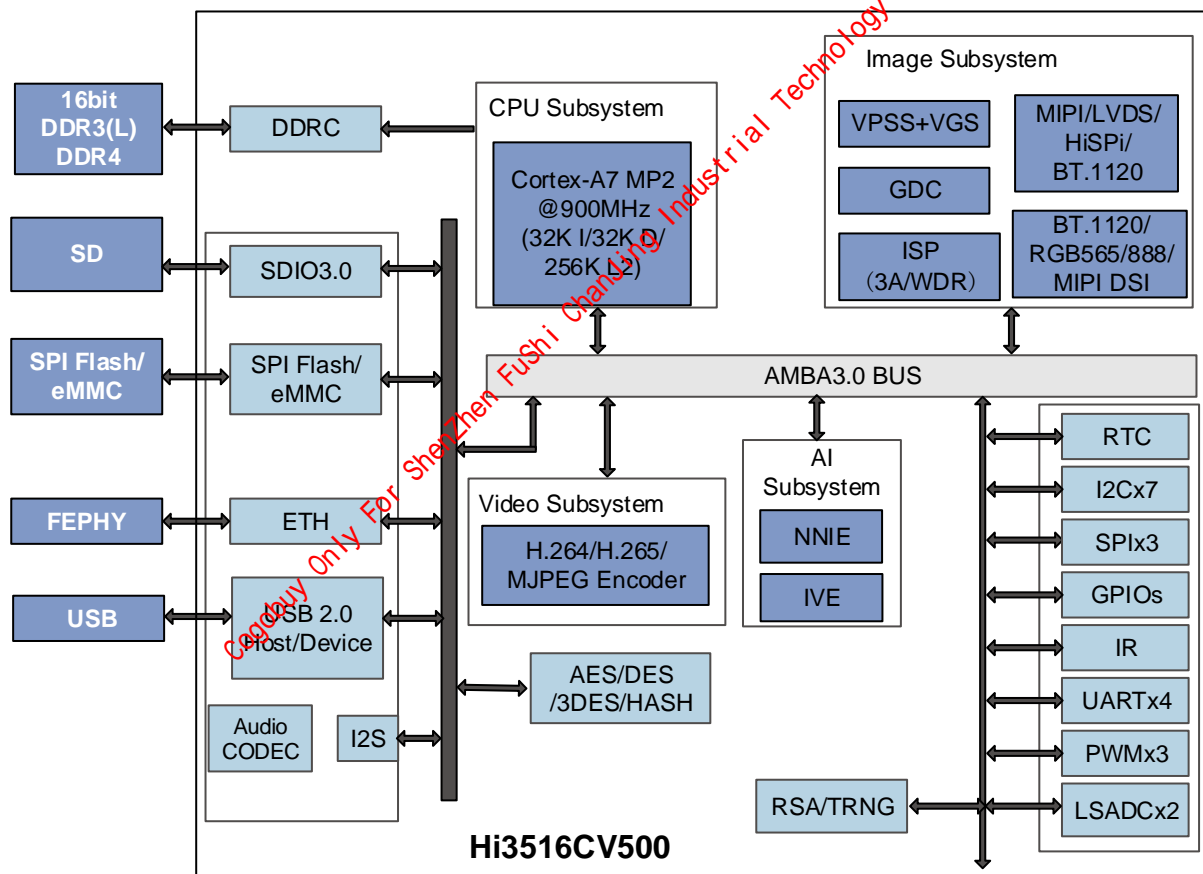 16bit
DDR3(L)
DDR4
DDRC
CPU Subsystem
Cortex-A7 MP2
@900MHz
(32K I/32K D/
256K L2)
Image Subsystem
VPSS+VGS
GDC
ISP
(3A/WDR)
MIPI/LVDS/
HiSPi/
BT.1120
BT.1120/
RGB565/888/
MIPI DSI
SD
SDIO3.0
SPI Flash/
eMMC
SPI Flash/
eMMC
AMBA3.0 BUS
FEPHY
ETH
USB
USB 2.0
Host/Device
Audio
CODEC
I2S
Video Subsystem
H.264/H.265/
MJPEG Encoder
AES/DES
/3DES/HASH
AI
Subsystem
NNIE
IVE
RTC
I2Cx7
SPIx3
GPIOs
IR
UARTx4
PWMx3
LSADCx2
RSA/TRNG
Hi3516CV500
Cogobuy Only For ShenZhen FuShi ChanJing Industrial Technology